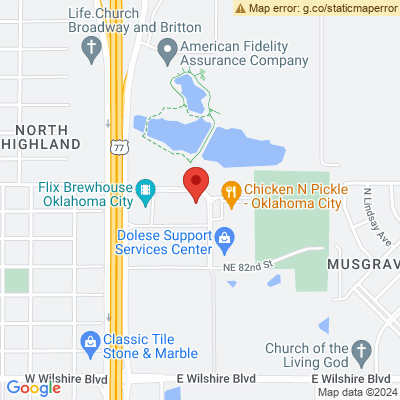 Map error: g.co/staticmaperror
Life.Church
Broadway and Britton
American Fidelity
Assurance Company
NORTH
HIGHLAND
77
Flix Brewhouse
Oklahoma City
Chicken N Pickle
- Oklahoma City
N Lindsay Ave
Dolese Support
Services Center
NE 82nd St
MUSGRAV
Classic Tile
Stone & Marble
Church of the
Living God
W Wilshire Blvd
E Wilshire Blvd
E Wilshire Blvd
Google
Map data ©2024